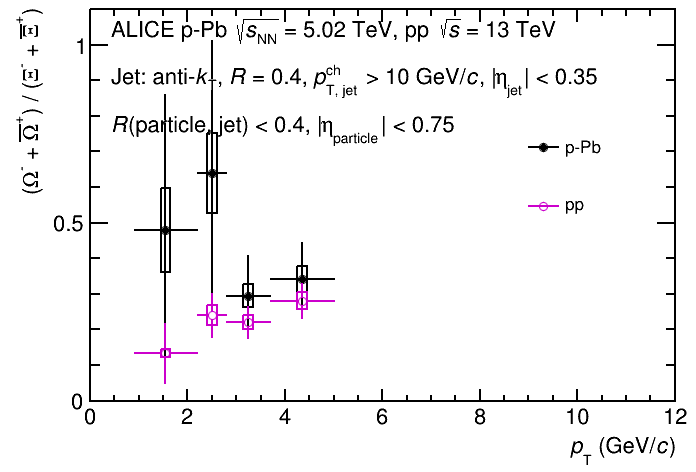 ALICE p-Pb √s_NN = 5.02 TeV, pp √s = 13 TeV
Jet: anti-k_T, R = 0.4, p_T, jet^ch > 10 GeV/c, |η_jet| < 0.35
R(particle, jet) < 0.4, |η_particle| < 0.75
p-Pb
pp
(Ω⁻ + Ω̅⁺) / (Ξ⁻ + Ξ̅⁺)
1
0.5
0
0 2 4 6 8 10 12
p_T (GeV/c)